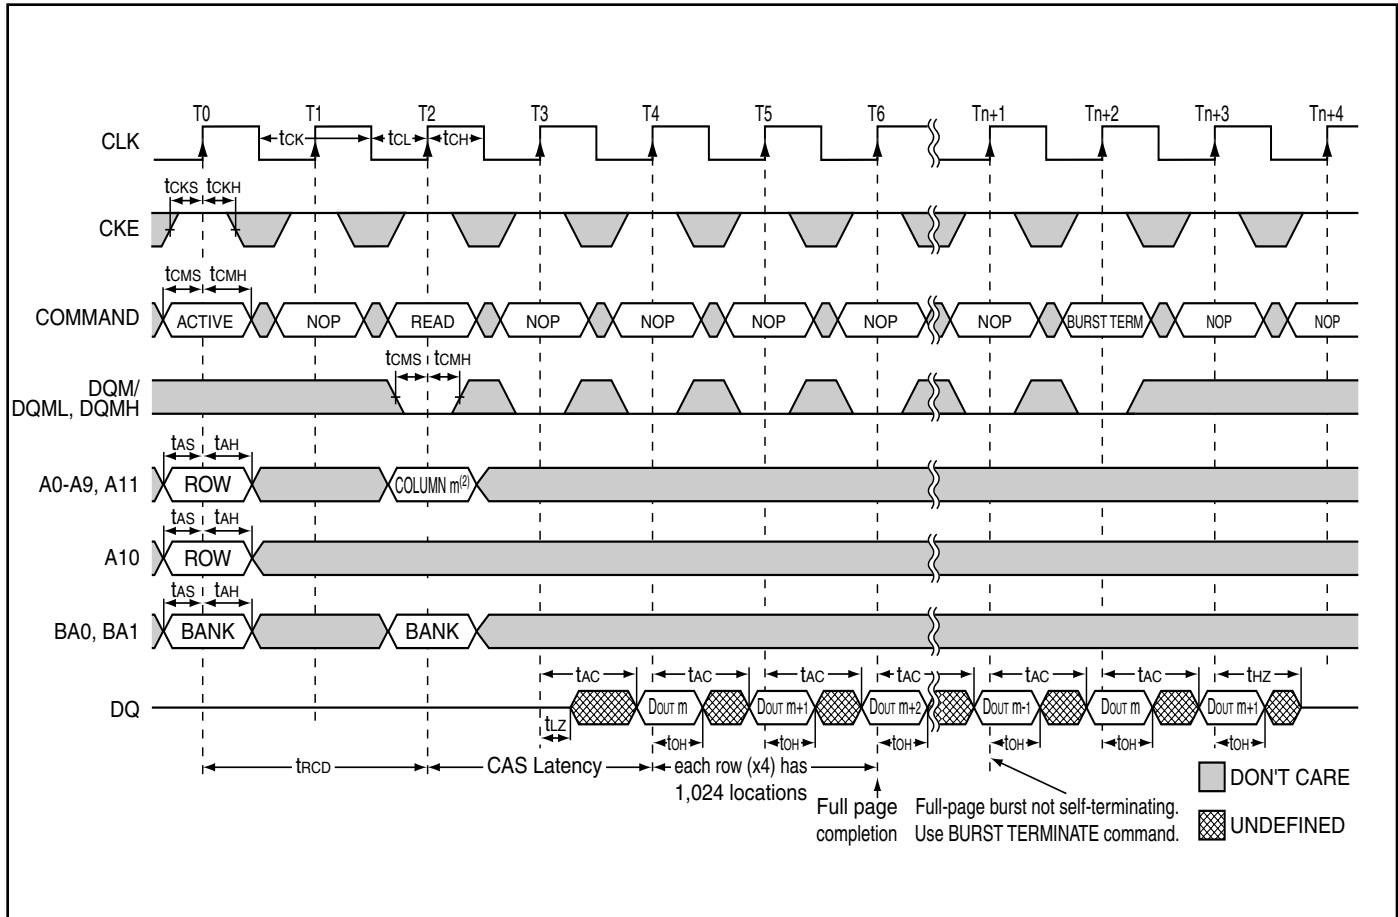 T0 T1 T2 T3 T4 T5 T6 Tn+1 Tn+2 Tn+3 Tn+4
CLK tCK tCL tCH
tCKS tCKH
CKE
tCMS tCMH
COMMAND ACTIVE NOP READ NOP NOP NOP NOP NOP BURST TERM NOP NOP
tCMS tCMH
DQM/
DQML, DQMH
tAS tAH
A0-A9, A11 ROW COLUMN m(2)
tAS tAH
A10 ROW
tAS tAH
BA0, BA1 BANK BANK
tAC tAC tAC tAC tAC tAC tHZ
DQ DOUT m DOUT m+1 DOUT m+2 DOUT m-1 DOUT m DOUT m+1
tLZ tOH tOH tOH tOH tOH tOH
tRCD CAS Latency each row (x4) has
1,024 locations
Full page
completion
Full-page burst not self-terminating.
Use BURST TERMINATE command.
DON'T CARE
UNDEFINED